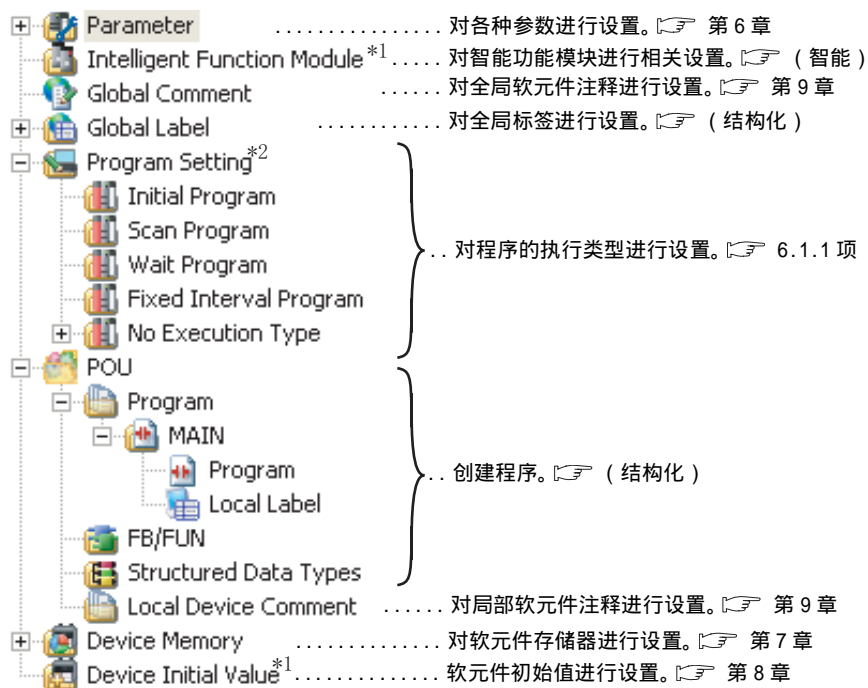 Parameter ................ 对各种参数进行设置。 第6章
Intelligent Function Module *1..... 对智能功能模块进行相关设置。 （智能）
Global Comment ...... 对全局软元件注释进行设置。 第9章
Global Label ............ 对全局标签进行设置。 （结构化）
Program Setting*2
Initial Program
Scan Program
Wait Program
.. 对程序的执行类型进行设置。 6.1.1项
Fixed Interval Program
No Execution Type
POU
Program
MAIN
Program
.. 创建程序。 （结构化）
Local Label
FB/FUN
Structured Data Types
Local Device Comment ...... 对局部软元件注释进行设置。 第9章
Device Memory .............. 对软元件存储器进行设置。 第7章
Device Initial Value*1.............. 软元件初始值进行设置。 第8章